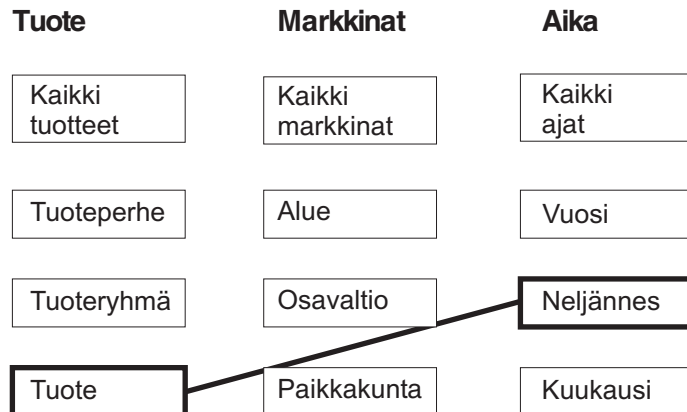 Tuote Markkinat Aika
Kaikki
tuotteet
Kaikki
markkinat
Kaikki
ajat
Tuoteperhe Alue Vuosi
Tuoteryhmä Osavaltio Neljännes
Tuote Paikkakunta Kuukausi